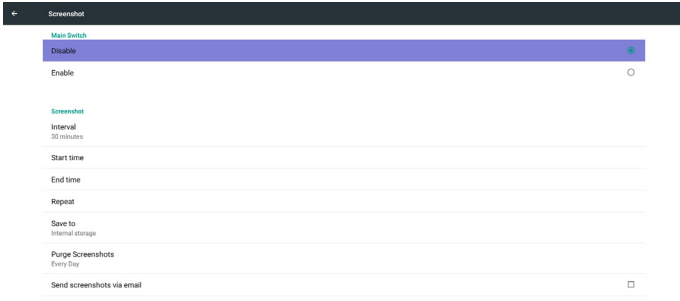 Screenshot
Main Switch
Disable
Enable
Screenshot
Interval
30 minutes
Start time
End time
Repeat
Save to
Internal storage
Purge Screenshots
Every Day
Send screenshots via email